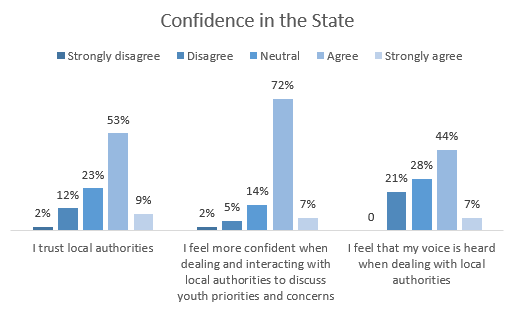 Confidence in the State
Strongly disagree Disagree Neutral Agree Strongly agree
2% 12% 23% 53% 9%
2% 5% 14% 72% 7%
0 21% 28% 44% 7%
I trust local authorities
I feel more confident when
dealing and interacting with
local authorities to discuss
youth priorities and concerns
I feel that my voice is heard
when dealing with local
authorities